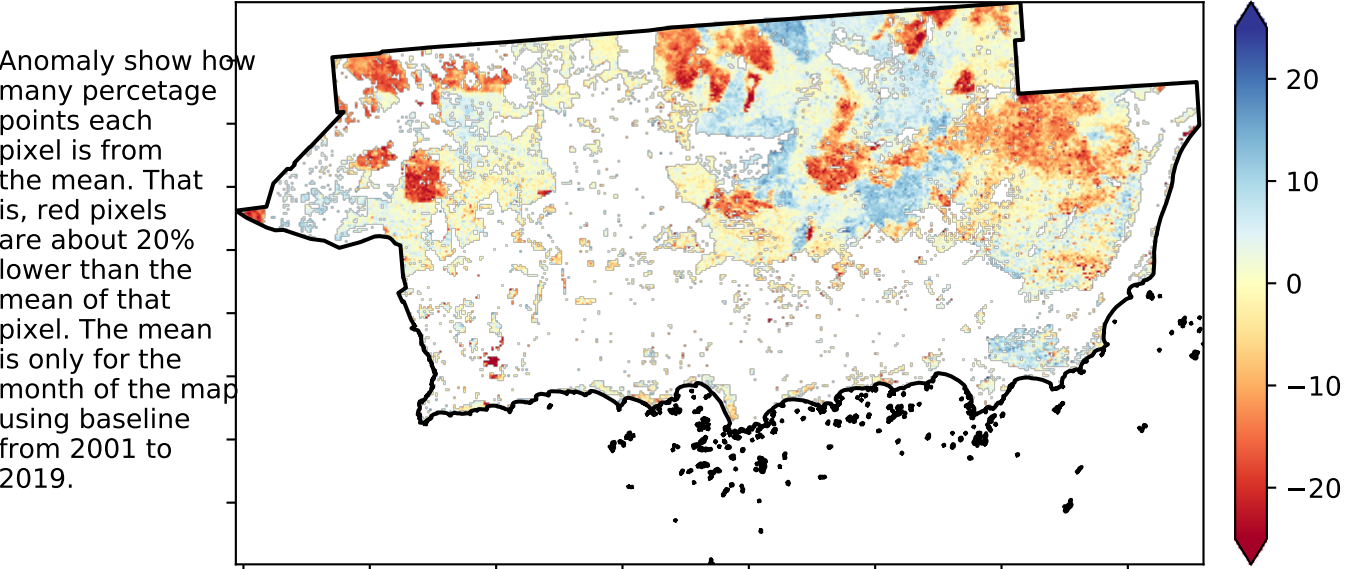 Anomaly show how
many percetage
points each
pixel is from
the mean. That
is, red pixels
are about 20%
lower than the
mean of that
pixel. The mean
is only for the
month of the map
using baseline
from 2001 to
2019.
20
10
0
−10
−20